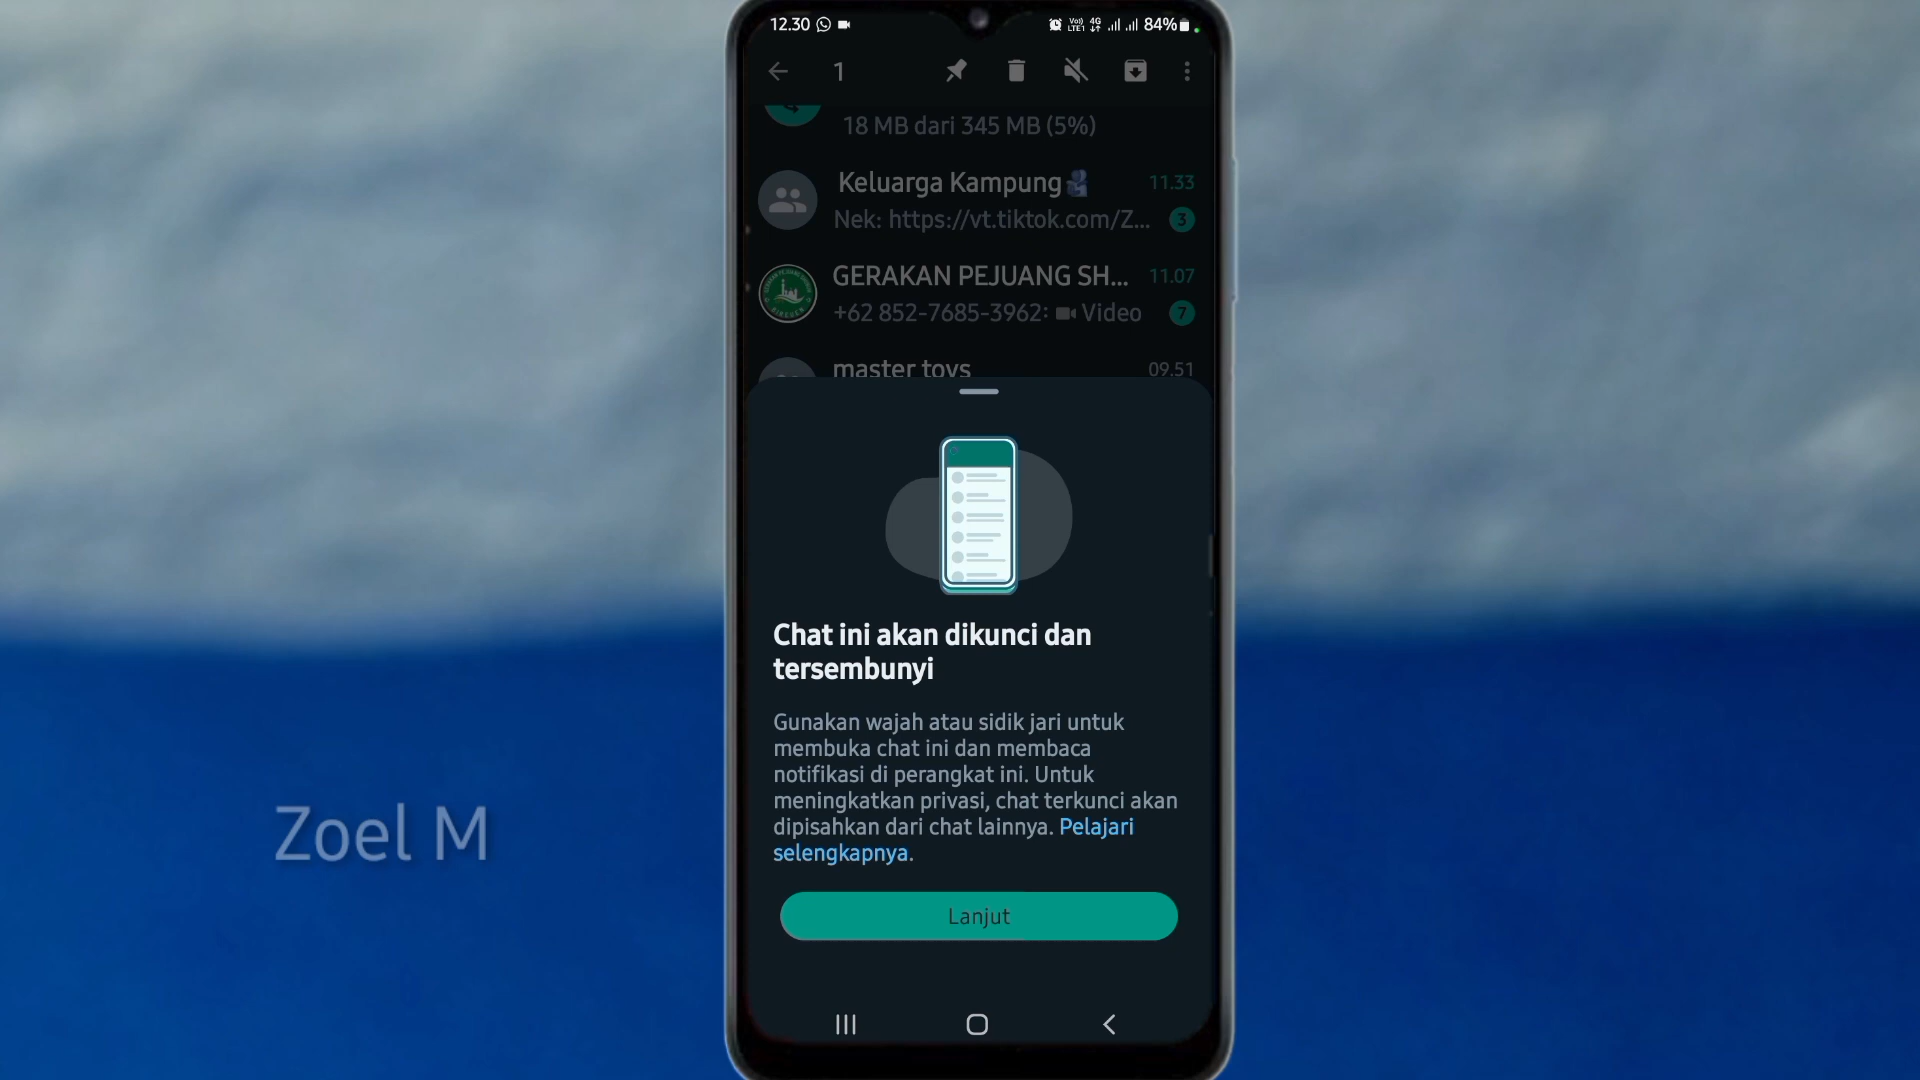 12.30
Vo)) LTE1 4G 84%
1
18 MB dari 345 MB (5%)
Keluarga Kampung 11.33
Nek: https://vt.tiktok.com/Z... 3
GERAKAN PEJUANG SH... 11.07
+62 852-7685-3962: Video 7
master toys 09.51
Chat ini akan dikunci dan
tersembunyi
Gunakan wajah atau sidik jari untuk
membuka chat ini dan membaca
notifikasi di perangkat ini. Untuk
meningkatkan privasi, chat terkunci akan
dipisahkan dari chat lainnya. Pelajari
selengkapnya.
Lanjut
Zoel M